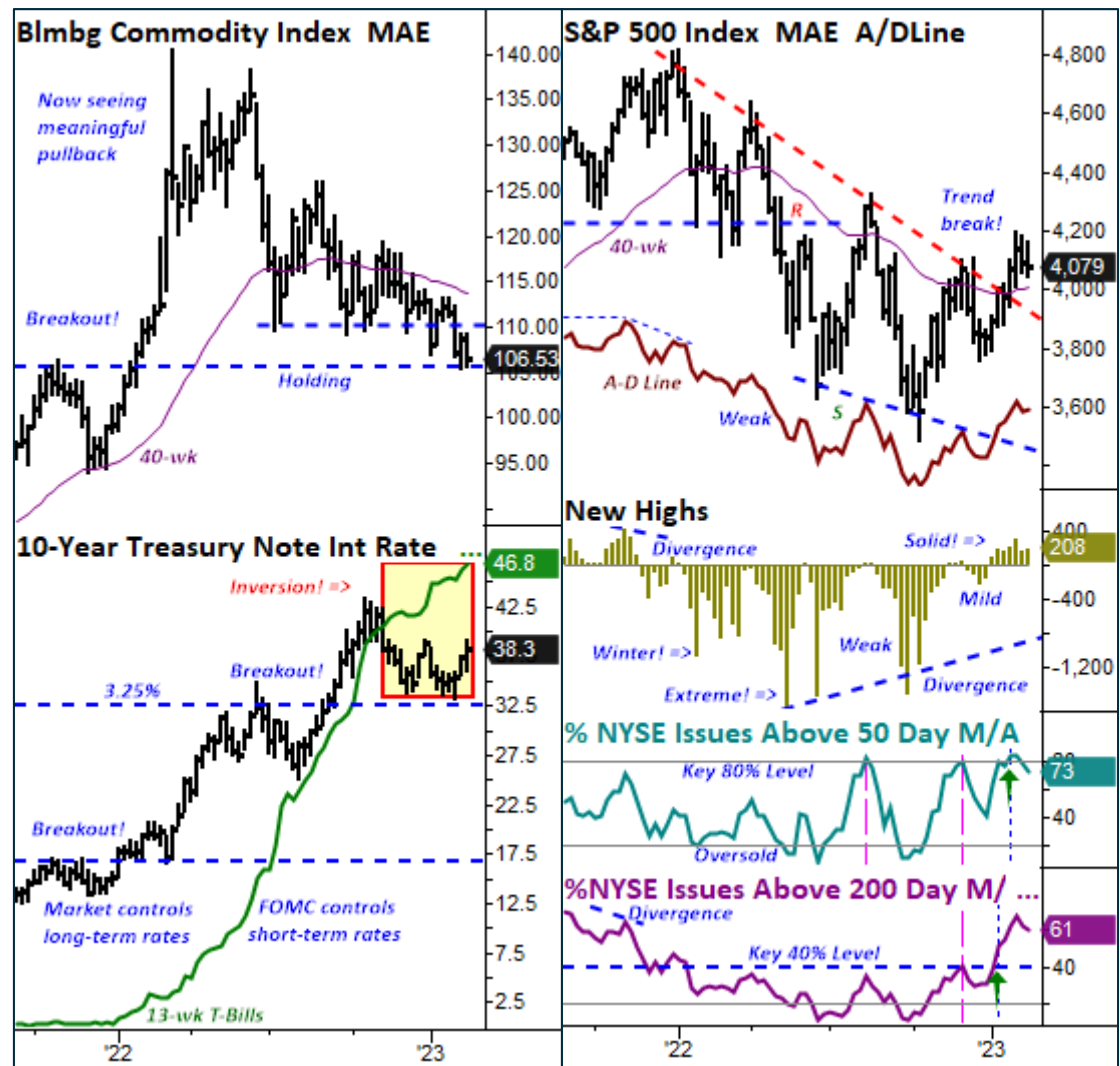 Blmbg Commodity Index MAE
140.00
Now seeing
meaningful
pullback
135.00
130.00
125.00
120.00
115.00
Breakout!
110.00
106.53
105.00
Holding
100.00
40-wk
95.00
10-Year Treasury Note Int Rate ...
46.8
Inversion! =>
42.5
38.3
Breakout!
3.25%
32.5
27.5
22.5
Breakout!
17.5
Market controls
long-term rates
FOMC controls
short-term rates
12.5
7.5
2.5
13-wk T-Bills
'22
'23
S&P 500 Index MAE A/DLine
4,800
4,600
4,400
Trend
break!
R
4,200
40-wk
4,079
4,000
3,800
A-D Line
Weak
S
3,600
New Highs
400
Divergence
Solid! =>
208
Mild
-400
Winter! =>
Weak
-1,200
Extreme! =>
Divergence
% NYSE Issues Above 50 Day M/A
80
Key 80% Level
73
40
Oversold
%NYSE Issues Above 200 Day M/ ...
Divergence
61
Key 40% Level
40
'22
'23